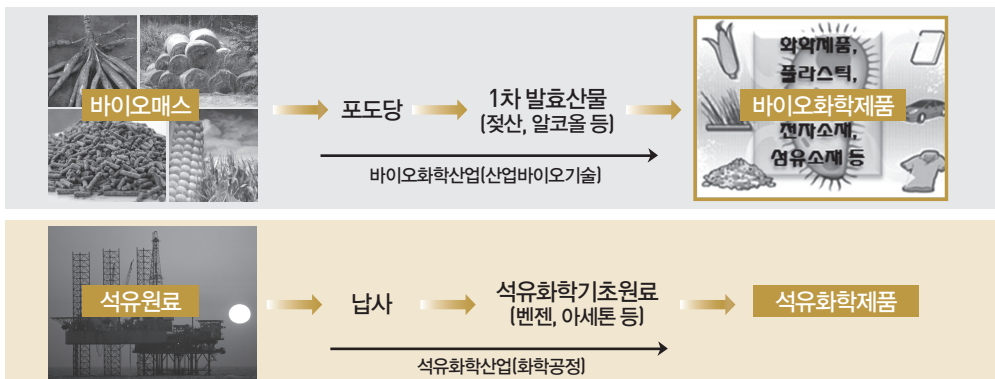 바이오매스
포도당
1차 발효산물
(젖산, 알코올 등)
화학제품,
플라스틱,
바이오화학제품
전자소재,
섬유소재 등
바이오화학산업(산업바이오기술)
석유원료
납사
석유화학기초원료
(벤젠, 아세톤 등)
석유화학제품
석유화학산업(화학공정)